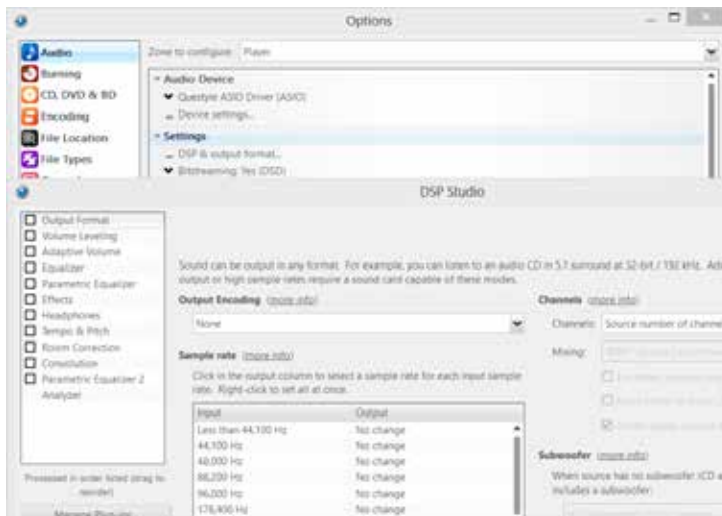 Options
Audio
Burning
CD, DVD & BD
Encoding
File Location
File Types
Zone to configure: Player
Audio Device
Questyle ASIO Driver (ASIO)
Device settings...
Settings
DSP & output format...
Bitstreaming: Yes (DSD)
DSP Studio
Output Format
Volume Leveling
Adaptive Volume
Equalizer
Parametric Equalizer
Effects
Headphones
Tempo & Pitch
Room Correction
Convolution
Parametric Equalizer 2
Analyzer
Processed in order listed (drag to
reorder)
Manage Plug-ins
Sound can be output in any format. For example, you can listen to an audio CD in 5.1 surround at 32-bit / 192 kHz.
output or high sample rates require a sound card capable of these modes.
Output Encoding (more info)
None
Sample rate (more info)
Click in the output column to select a sample rate for each input sample
rate. Right-click to set all at once.
Input Output
Less than 44,100 Hz No change
44,100 Hz No change
48,000 Hz No change
88,200 Hz No change
96,000 Hz No change
176,400 Hz No change
Channels (more info)
Channels: Source number of channe
Mixing:
Subwoofer (more info)
When source has no subwoofer (CD a
includes a subwoofer: